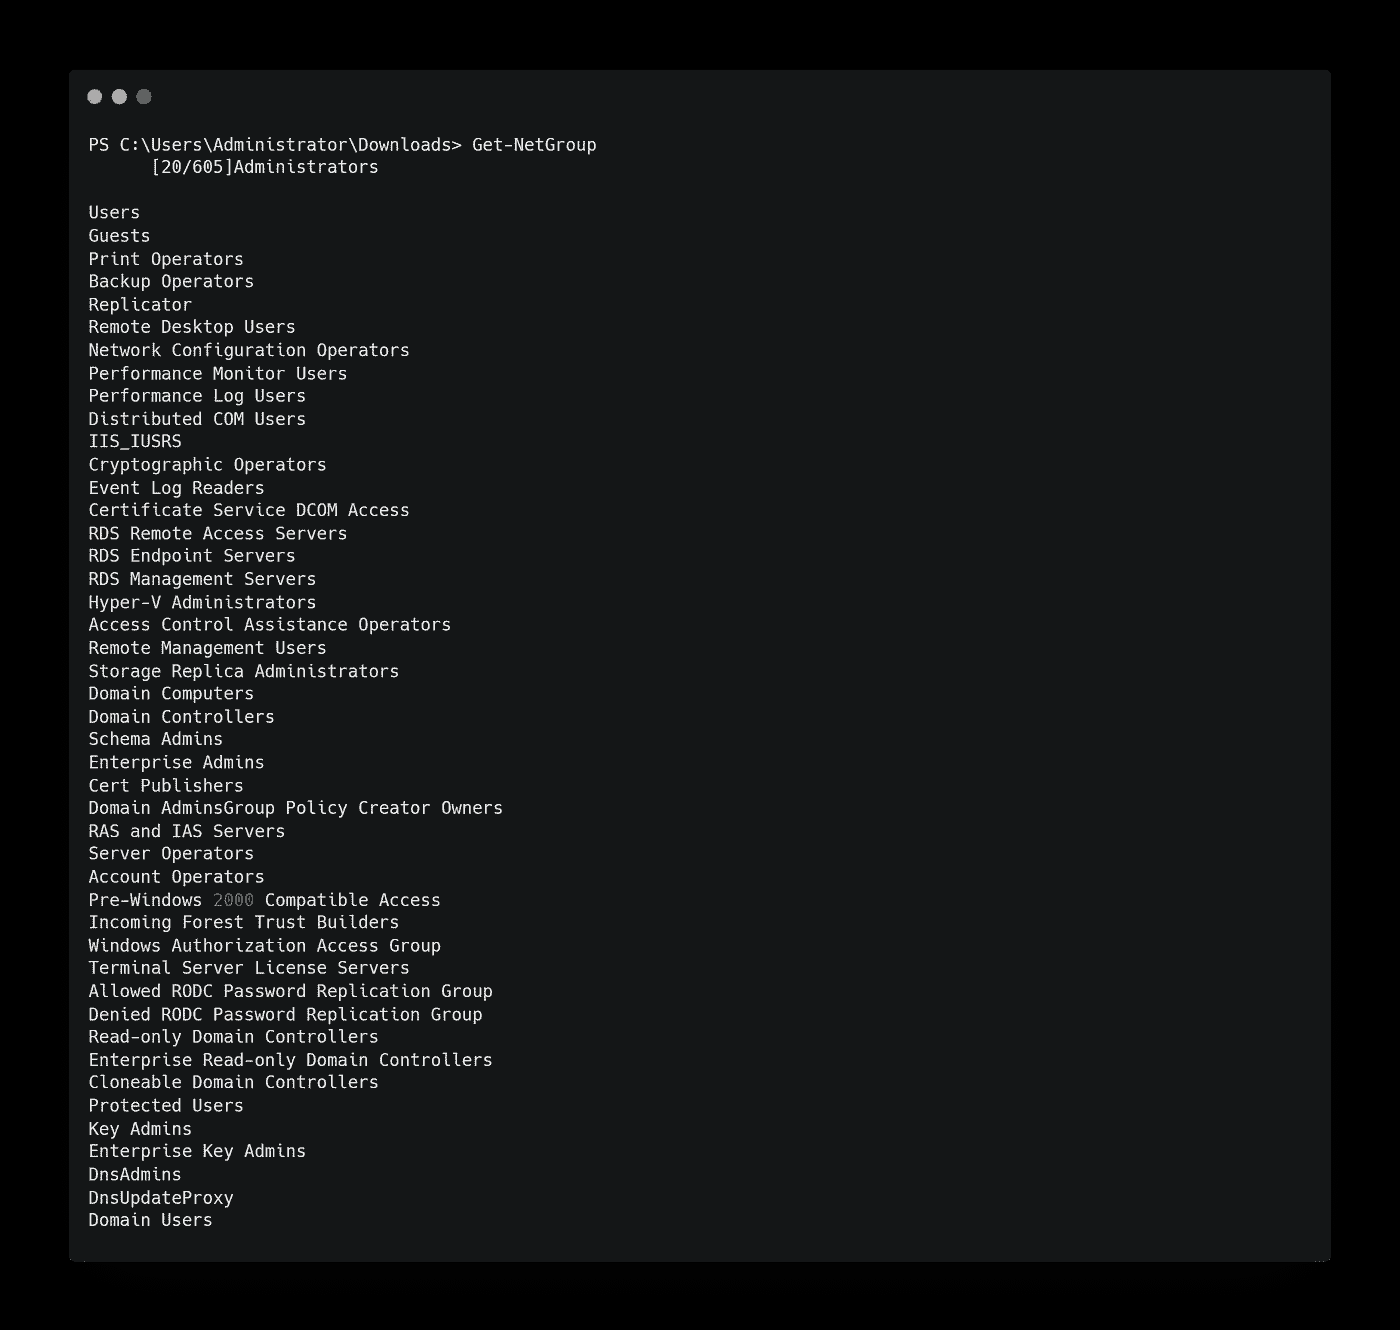 PS C:\Users\Administrator\Downloads> Get-NetGroup
[20/605]Administrators
Users
Guests
Print Operators
Backup Operators
Replicator
Remote Desktop Users
Network Configuration Operators
Performance Monitor Users
Performance Log Users
Distributed COM Users
IIS_IUSRS
Cryptographic Operators
Event Log Readers
Certificate Service DCOM Access
RDS Remote Access Servers
RDS Endpoint Servers
RDS Management Servers
Hyper-V Administrators
Access Control Assistance Operators
Remote Management Users
Storage Replica Administrators
Domain Computers
Domain Controllers
Schema Admins
Enterprise Admins
Cert Publishers
Domain AdminsGroup Policy Creator Owners
RAS and IAS Servers
Server Operators
Account Operators
Pre-Windows 2000 Compatible Access
Incoming Forest Trust Builders
Windows Authorization Access Group
Terminal Server License Servers
Allowed RODC Password Replication Group
Denied RODC Password Replication Group
Read-only Domain Controllers
Enterprise Read-only Domain Controllers
Cloneable Domain Controllers
Protected Users
Key Admins
Enterprise Key Admins
DnsAdmins
DnsUpdateProxy
Domain Users